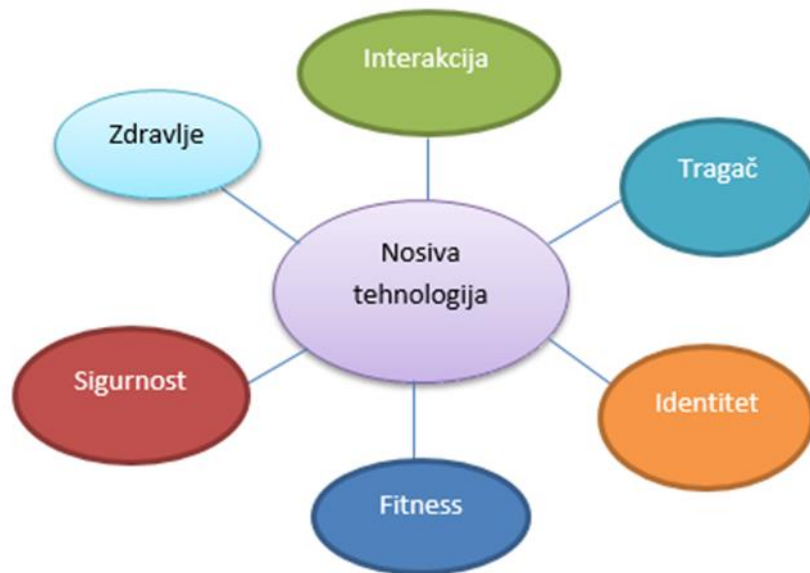 Interakcija
Zdravlje
Tragač
Nosiva
tehnologija
Sigurnost
Identitet
Fitness